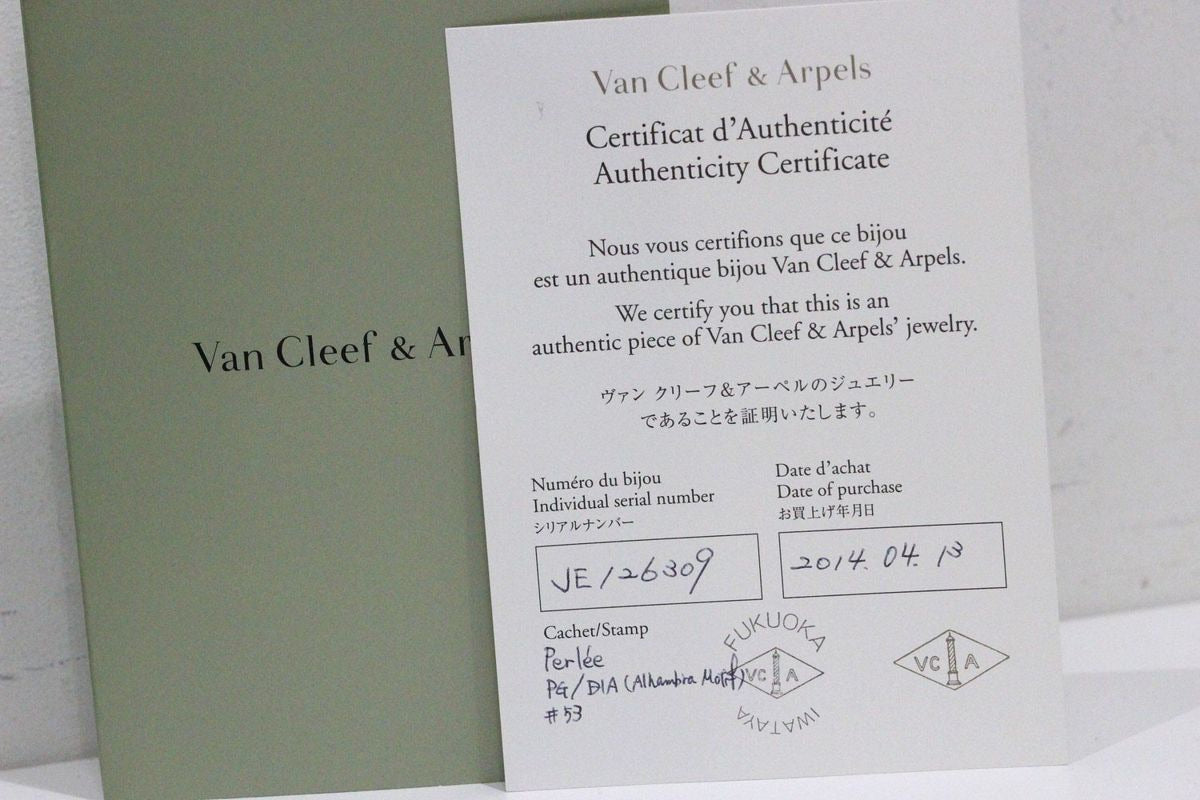 Van Cleef & Ar
Van Cleef & Arpels
Certificat d'Authenticité
Authenticity Certificate
Nous vous certifions que ce bijou
est un authentique bijou Van Cleef & Arpels.
We certify you that this is an
authentic piece of Van Cleef & Arpels' jewelry.
ヴァン クリーフ&アーペルのジュエリー
であることを証明いたします。
Numéro du bijou
Individual serial number
シリアルナンバー
JE126309
Date d'achat
Date of purchase
お買上げ年月日
2014. 04. 13
Cachet/Stamp
Perlée
PG/DIA (Alhambra Motif)
#53
FUKUOKA
VC A
IWATAYA
VC A